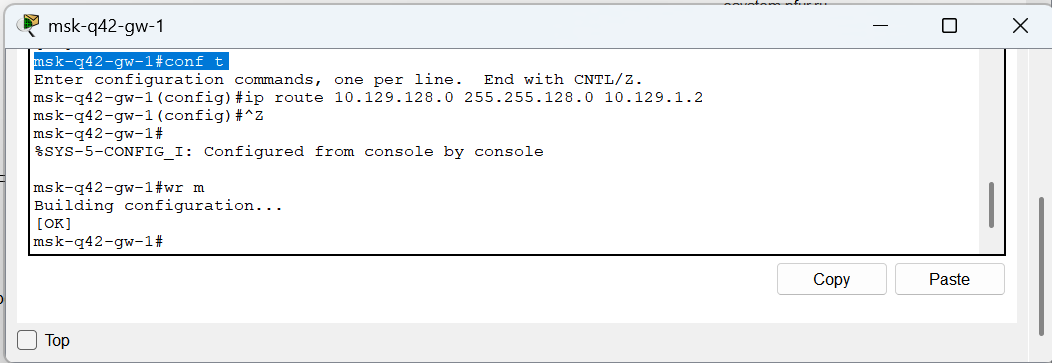 msk-q42-gw-1
msk-q42-gw-1#conf t
Enter configuration commands, one per line.  End with CNTL/Z.
msk-q42-gw-1(config)#ip route 10.129.128.0 255.255.128.0 10.129.1.2
msk-q42-gw-1(config)#^Z
msk-q42-gw-1#
%SYS-5-CONFIG_I: Configured from console by console
msk-q42-gw-1#wr m
Building configuration...
[OK]
msk-q42-gw-1#
Copy Paste
Top